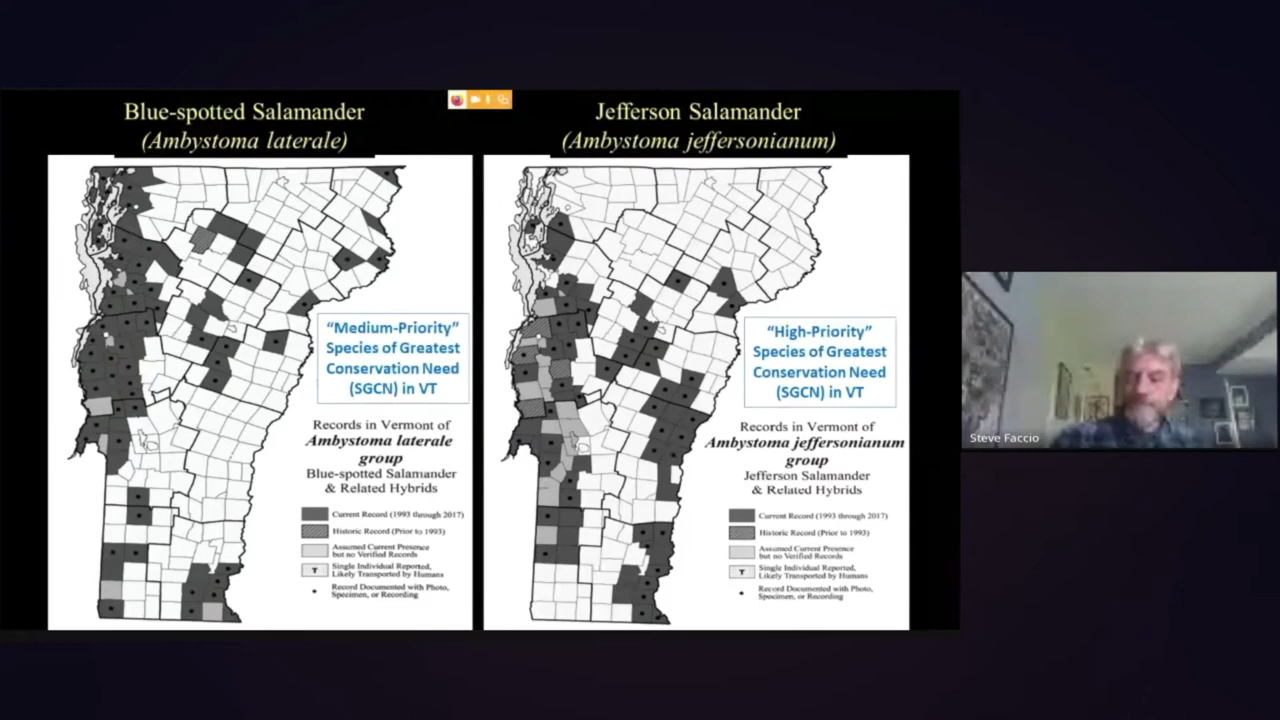 Blue-spotted Salamander
(Ambystoma laterale)
"Medium-Priority"
Species of Greatest
Conservation Need
(SGCN) in VT
Records in Vermont of
Ambystoma laterale
group
Blue-spotted Salamander
& Related Hybrids
Current Record (1993 through 2017)
Historic Record (Prior to 1993)
Assumed Current Presence
but no Verified Records
T
Single Individual Reported,
Likely Transported by Humans
Record Documented with Photo,
Specimen, or Recording
Jefferson Salamander
(Ambystoma jeffersonianum)
"High-Priority"
Species of Greatest
Conservation Need
(SGCN) in VT
Records in Vermont of
Ambystoma jeffersonianum
group
Jefferson Salamander
& Related Hybrids
Current Record (1993 through 2017)
Historic Record (Prior to 1993)
Assumed Current Presence
but no Verified Records
T
Single Individual Reported,
Likely Transported by Humans
Record Documented with Photo,
Specimen, or Recording
Steve Faccio